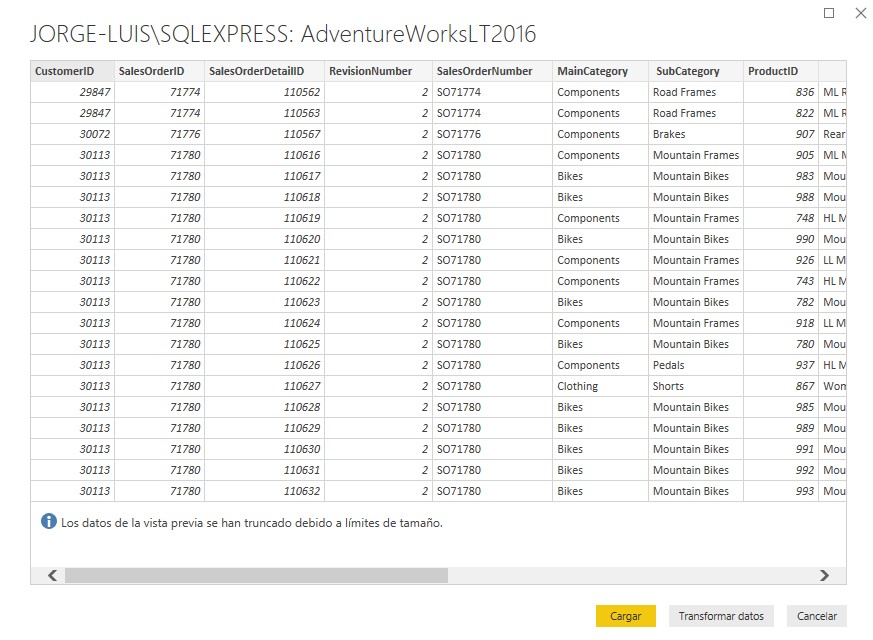 JORGE-LUIS\SQLEXPRESS: AdventureWorksLT2016
CustomerID SalesOrderID SalesOrderDetailID RevisionNumber SalesOrderNumber MainCategory SubCategory ProductID
29847 71774 110562 2 SO71774 Components Road Frames 836 ML R
29847 71774 110563 2 SO71774 Components Road Frames 822 ML R
30072 71776 110567 2 SO71776 Components Brakes 907 Rear
30113 71780 110616 2 SO71780 Components Mountain Frames 905 ML M
30113 71780 110617 2 SO71780 Bikes Mountain Bikes 983 Mou
30113 71780 110618 2 SO71780 Bikes Mountain Bikes 988 Mou
30113 71780 110619 2 SO71780 Components Mountain Frames 748 HL M
30113 71780 110620 2 SO71780 Bikes Mountain Bikes 990 Mou
30113 71780 110621 2 SO71780 Components Mountain Frames 926 LL M
30113 71780 110622 2 SO71780 Components Mountain Frames 743 HL M
30113 71780 110623 2 SO71780 Bikes Mountain Bikes 782 Mou
30113 71780 110624 2 SO71780 Components Mountain Frames 918 LL M
30113 71780 110625 2 SO71780 Bikes Mountain Bikes 780 Mou
30113 71780 110626 2 SO71780 Components Pedals 937 HL M
30113 71780 110627 2 SO71780 Clothing Shorts 867 Wom
30113 71780 110628 2 SO71780 Bikes Mountain Bikes 985 Mou
30113 71780 110629 2 SO71780 Bikes Mountain Bikes 989 Mou
30113 71780 110630 2 SO71780 Bikes Mountain Bikes 991 Mou
30113 71780 110631 2 SO71780 Bikes Mountain Bikes 992 Mou
30113 71780 110632 2 SO71780 Bikes Mountain Bikes 993 Mou
Los datos de la vista previa se han truncado debido a límites de tamaño.
Cargar Transformar datos Cancelar